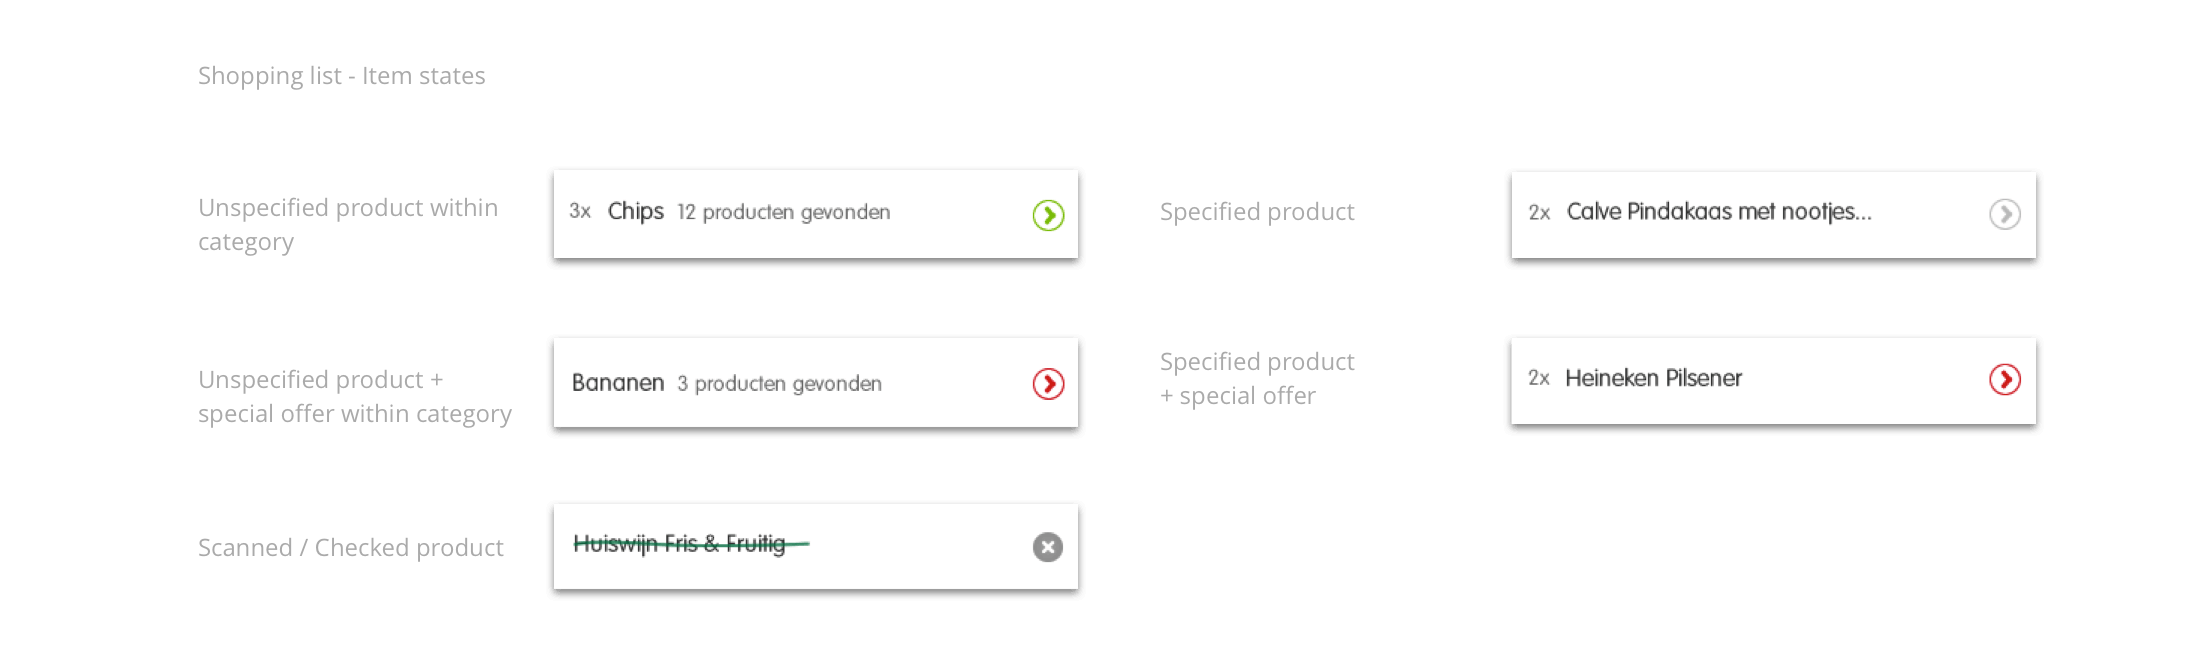 Shopping list - Item states
Unspecified product within
category
3x Chips 12 producten gevonden
Specified product
2x Calve Pindakaas met nootjes...
Unspecified product +
special offer within category
Bananen 3 producten gevonden
Specified product
+ special offer
2x Heineken Pilsener
Scanned / Checked product
Huiswijn Fris & Fruitig